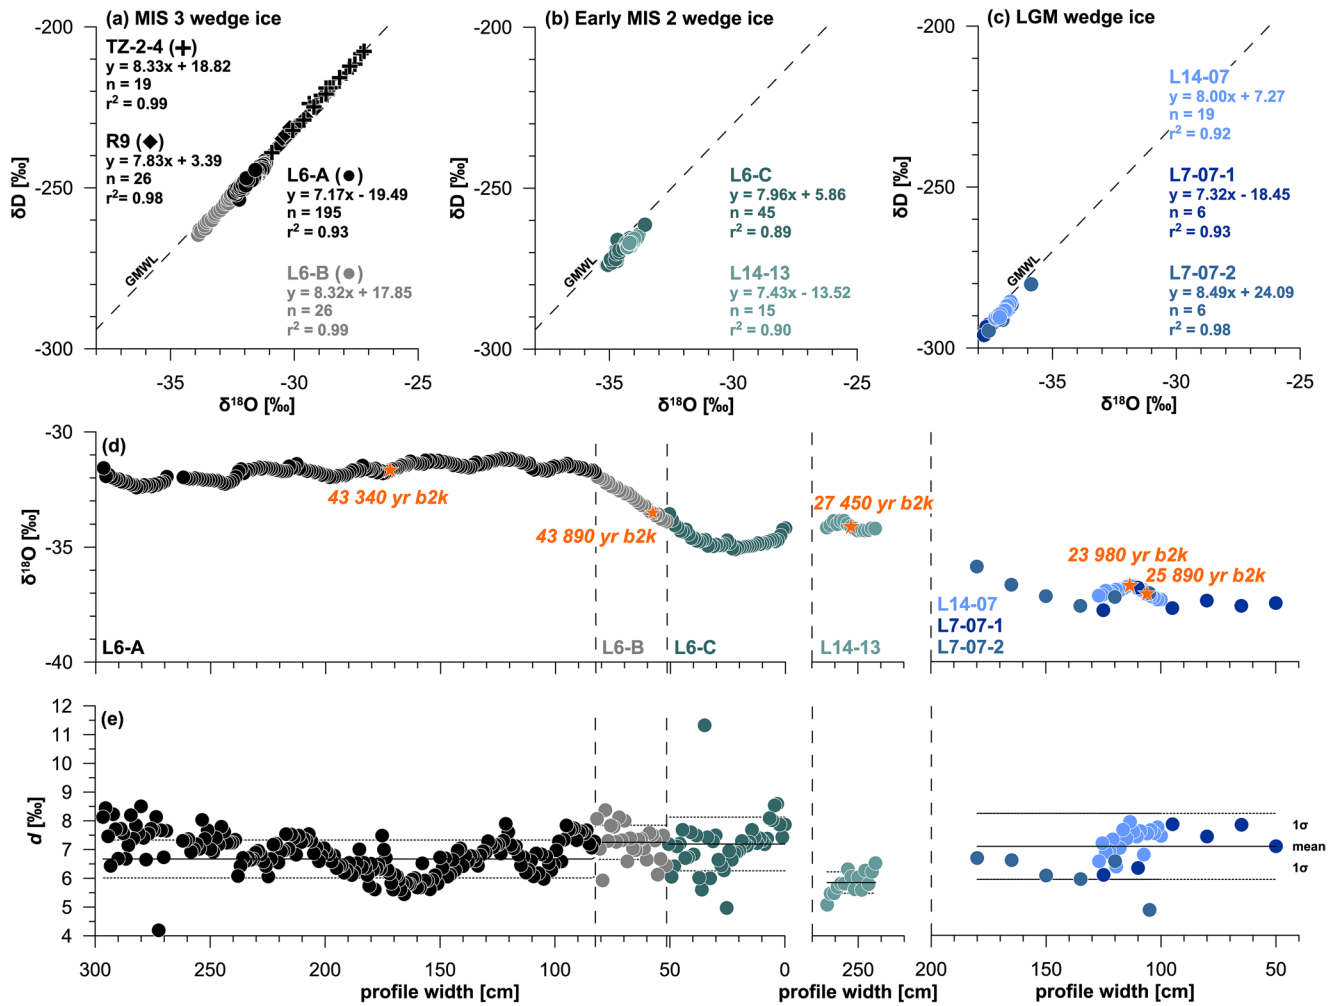 (a) MIS 3 wedge ice
TZ-2-4 (✚)
y = 8.33x + 18.82
n = 19
r² = 0.99
R9 (◆)
y = 7.83x + 3.39
n = 26
r² = 0.98
L6-A (●)
y = 7.17x - 19.49
n = 195
r² = 0.93
L6-B (●)
y = 8.32x + 17.85
n = 26
r² = 0.99
GMWL
-200
-250
-300
δD [‰]
-35
-30
-25
δ¹⁸O [‰]
(b) Early MIS 2 wedge ice
L6-C
y = 7.96x + 5.86
n = 45
r² = 0.89
L14-13
y = 7.43x - 13.52
n = 15
r² = 0.90
GMWL
-200
-250
-300
δD [‰]
-35
-30
-25
δ¹⁸O [‰]
(c) LGM wedge ice
L14-07
y = 8.00x + 7.27
n = 19
r² = 0.92
L7-07-1
y = 7.32x - 18.45
n = 6
r² = 0.93
L7-07-2
y = 8.49x + 24.09
n = 6
r² = 0.98
GMWL
-200
-250
-300
δD [‰]
-35
-30
-25
δ¹⁸O [‰]
(d)
-30
-35
-40
δ¹⁸O [‰]
43 340 yr b2k
43 890 yr b2k
27 450 yr b2k
23 980 yr b2k
25 890 yr b2k
L6-A
L6-B
L6-C
L14-13
L14-07
L7-07-1
L7-07-2
(e)
12
11
10
9
8
7
6
5
4
d [‰]
1σ
mean
1σ
300 250 200 150 100 50 0
profile width [cm]
250
profile width [cm]
200 150 100 50
profile width [cm]